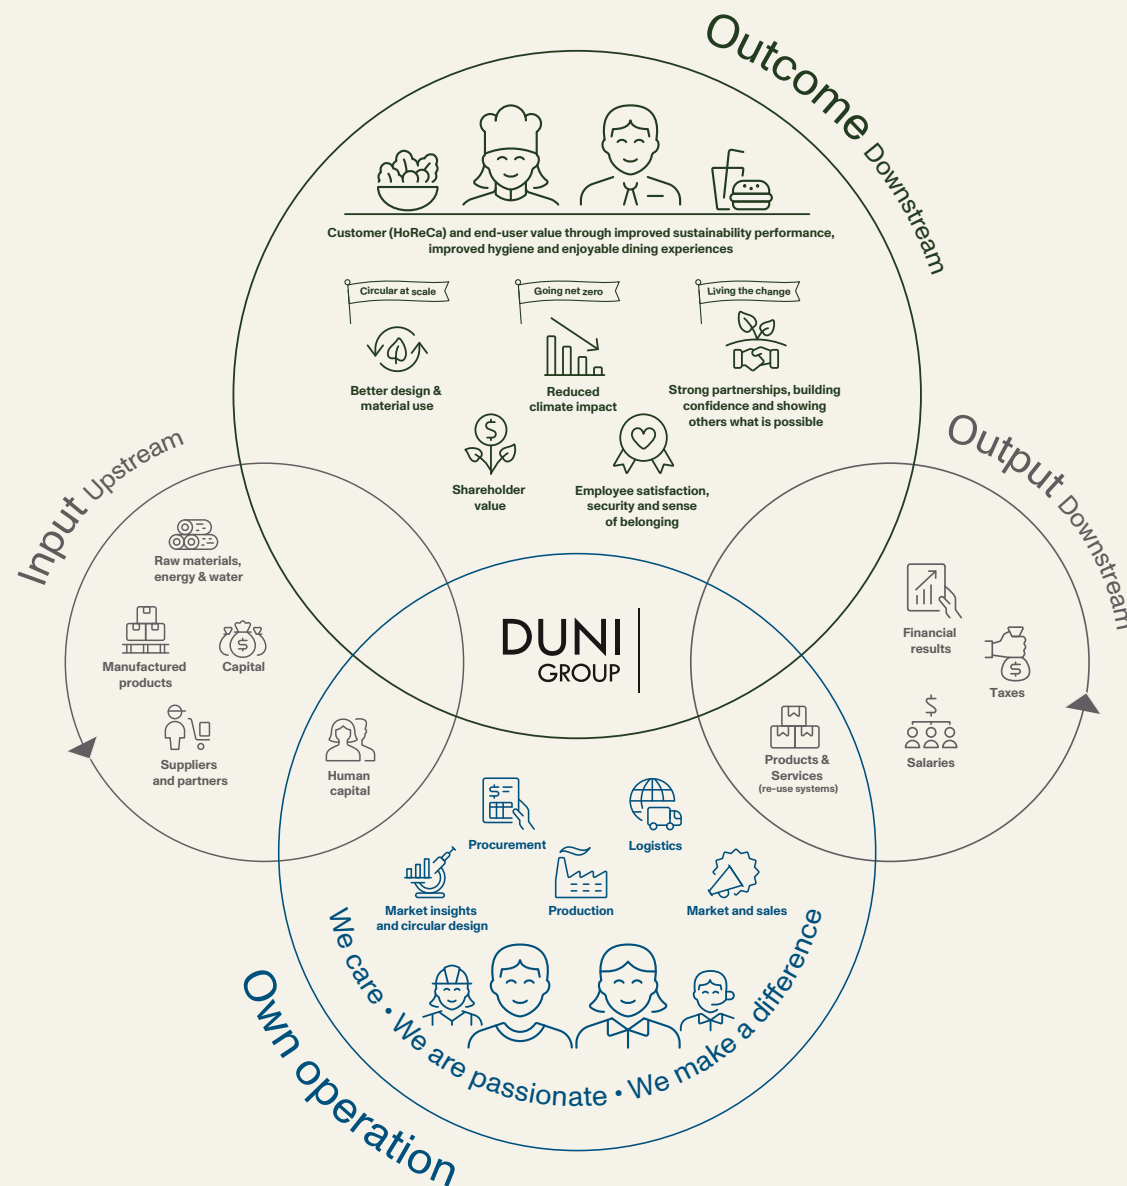 Outcome Downstream
Customer (HoReCa) and end-user value through improved sustainability performance,
improved hygiene and enjoyable dining experiences
Circular at scale
Going net zero
Living the change
Better design &
material use
Reduced
climate impact
Strong partnerships, building
confidence and showing
others what is possible
Shareholder
value
Employee satisfaction,
security and sense
of belonging
Input Upstream
Raw materials,
energy & water
Manufactured
products
Capital
Suppliers
and partners
Human
capital
DUNI
GROUP
Output Downstream
Financial
results
Taxes
Salaries
Products &
Services
(re-use systems)
Procurement
Logistics
Market insights
and circular design
Production
Market and sales
We care • We are passionate • We make a difference
Own operation